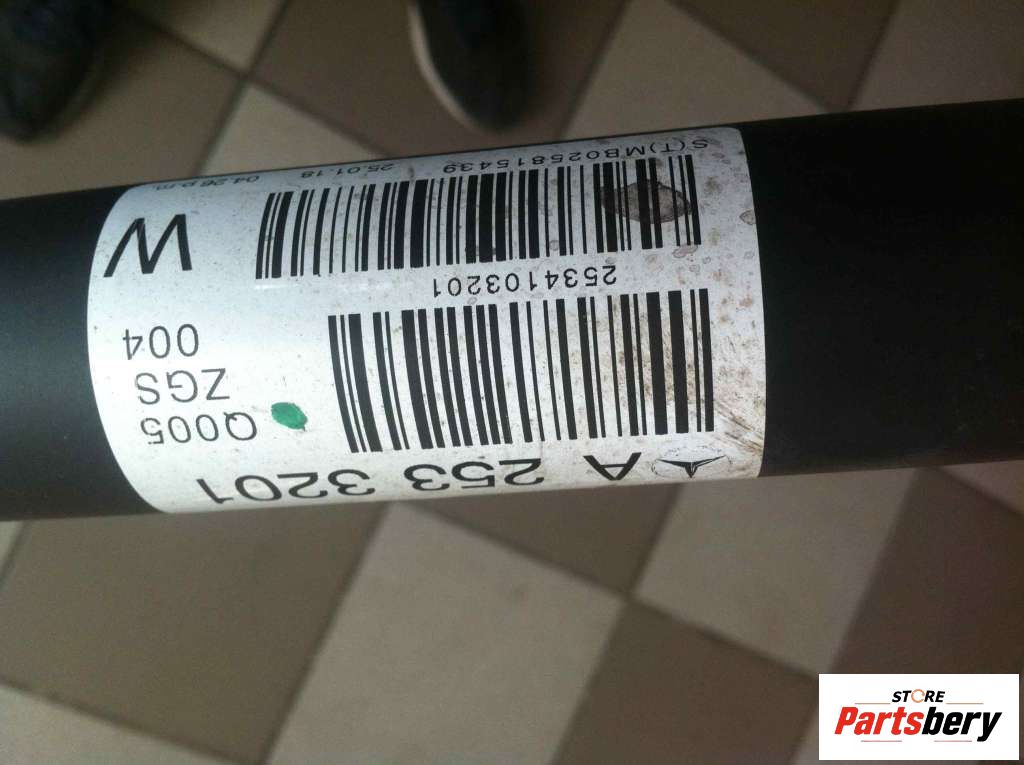 A 253 3201
Q005
ZGS
004
2534103201
W
S(T)MB025815439 25.01.18 04:26 p.m.
STORE
Partsbery